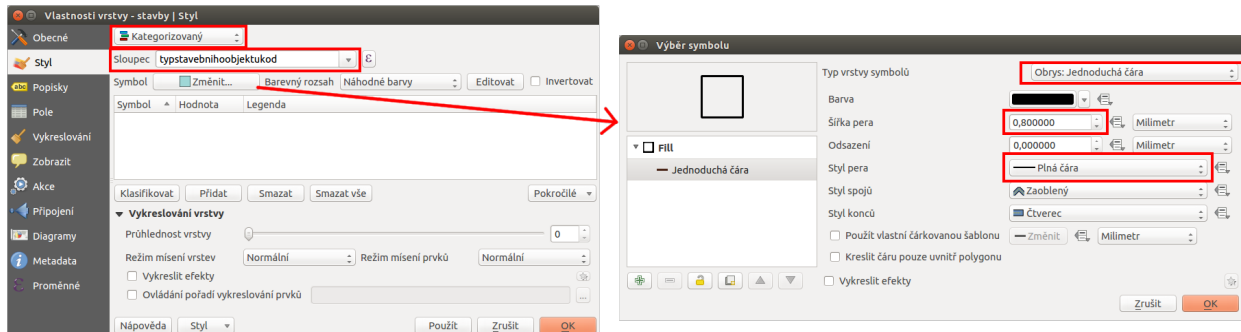 Vlastnosti vrstvy - stavby | Styl
Obecné
Styl
abc Popisky
Pole
Vykreslování
Zobrazit
Akce
Připojení
Diagramy
Metadata
Proměnné
Kategorizovaný
Sloupec typstavebnihoobjektukod ε
Symbol Změnit... Barevný rozsah Náhodné barvy Editovat Invertovat
Symbol Hodnota Legenda
Klasifikovat Přidat Smazat Smazat vše Pokročilé
Vykreslování vrstvy
Průhlednost vrstvy 0
Režim mísení vrstev Normální Režim mísení prvků Normální
Vykreslit efekty
Ovládání pořadí vykreslování prvků ...
Nápověda Styl Použít Zrušit OK
Výběr symbolu
Fill
Jednoduchá čára
Typ vrstvy symbolů Obrys: Jednoduchá čára
Barva
Šířka pera 0,800000 Milimetr
Odsazení 0,000000 Milimetr
Styl pera Plná čára
Styl spojů Zaoblený
Styl konců Čtverec
Použít vlastní čárkovanou šablonu Změnit Milimetr
Kreslit čáru pouze uvnitř polygonu
Vykreslit efekty
Zrušit OK